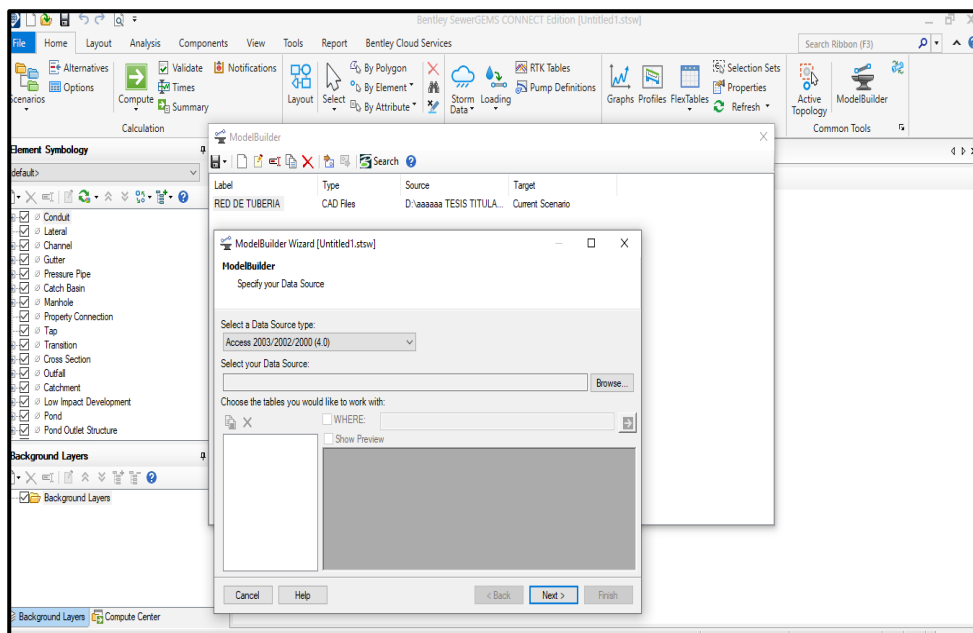 Bentley SewerGEMS CONNECT Edition [Untitled1.stsw]
File Home Layout Analysis Components View Tools Report Bentley Cloud Services Search Ribbon (F3)
Alternatives Validate Notifications By Polygon RTK Tables Selection Sets
Options Times By Element Pump Definitions Properties
Scenarios Compute Summary Layout Select By Attribute Storm Data Loading Graphs Profiles FlexTables Refresh Active Topology ModelBuilder
Calculation Common Tools
Element Symbology
default>
Conduit
Lateral
Channel
Gutter
Pressure Pipe
Catch Basin
Manhole
Property Connection
Tap
Transition
Cross Section
Outfall
Catchment
Low Impact Development
Pond
Pond Outlet Structure
Background Layers
Background Layers
Background Layers Compute Center
ModelBuilder
Search
Label Type Source Target
RED DE TUBERIA CAD Files D:\aaaaaa TESIS TITULA... Current Scenario
ModelBuilder Wizard [Untitled1.stsw]
ModelBuilder
Specify your Data Source
Select a Data Source type:
Access 2003/2002/2000 (4.0)
Select your Data Source:
Browse...
Choose the tables you would like to work with:
WHERE:
Show Preview
Cancel Help < Back Next > Finish